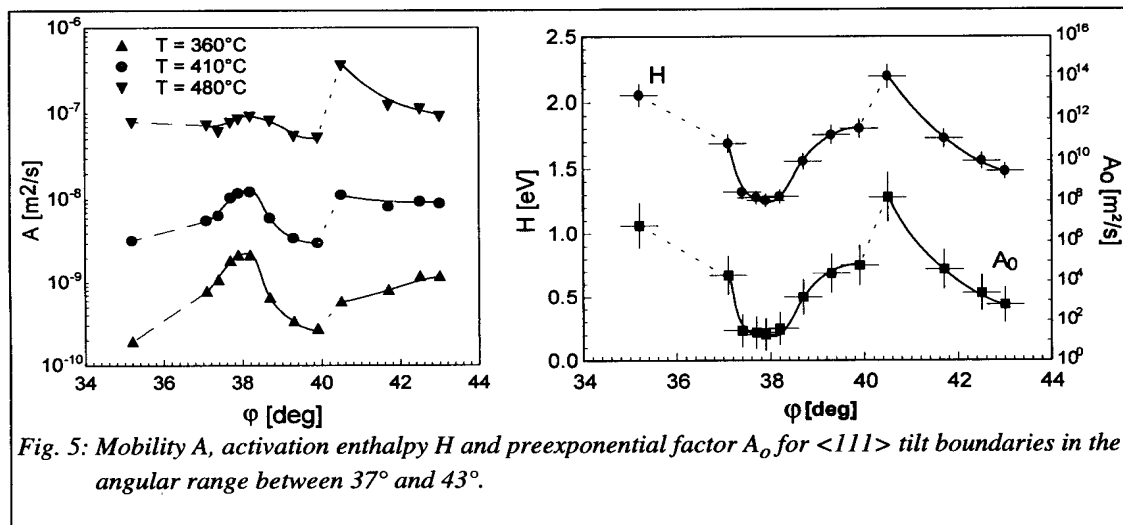 10⁻⁶
10⁻⁷
10⁻⁸
10⁻⁹
10⁻¹⁰
A [m2/s]
T = 360°C
T = 410°C
T = 480°C
34 36 38 40 42 44
φ [deg]
2.5
2.0
1.5
1.0
0.5
0.0
H [eV]
H
A₀
10¹⁶
10¹⁴
10¹²
10¹⁰
10⁸
10⁶
10⁴
10²
10⁰
A₀ [m²/s]
34 36 38 40 42 44
φ [deg]
Fig. 5: Mobility A, activation enthalpy H and preexponential factor Aₒ for <111> tilt boundaries in the
angular range between 37° and 43°.